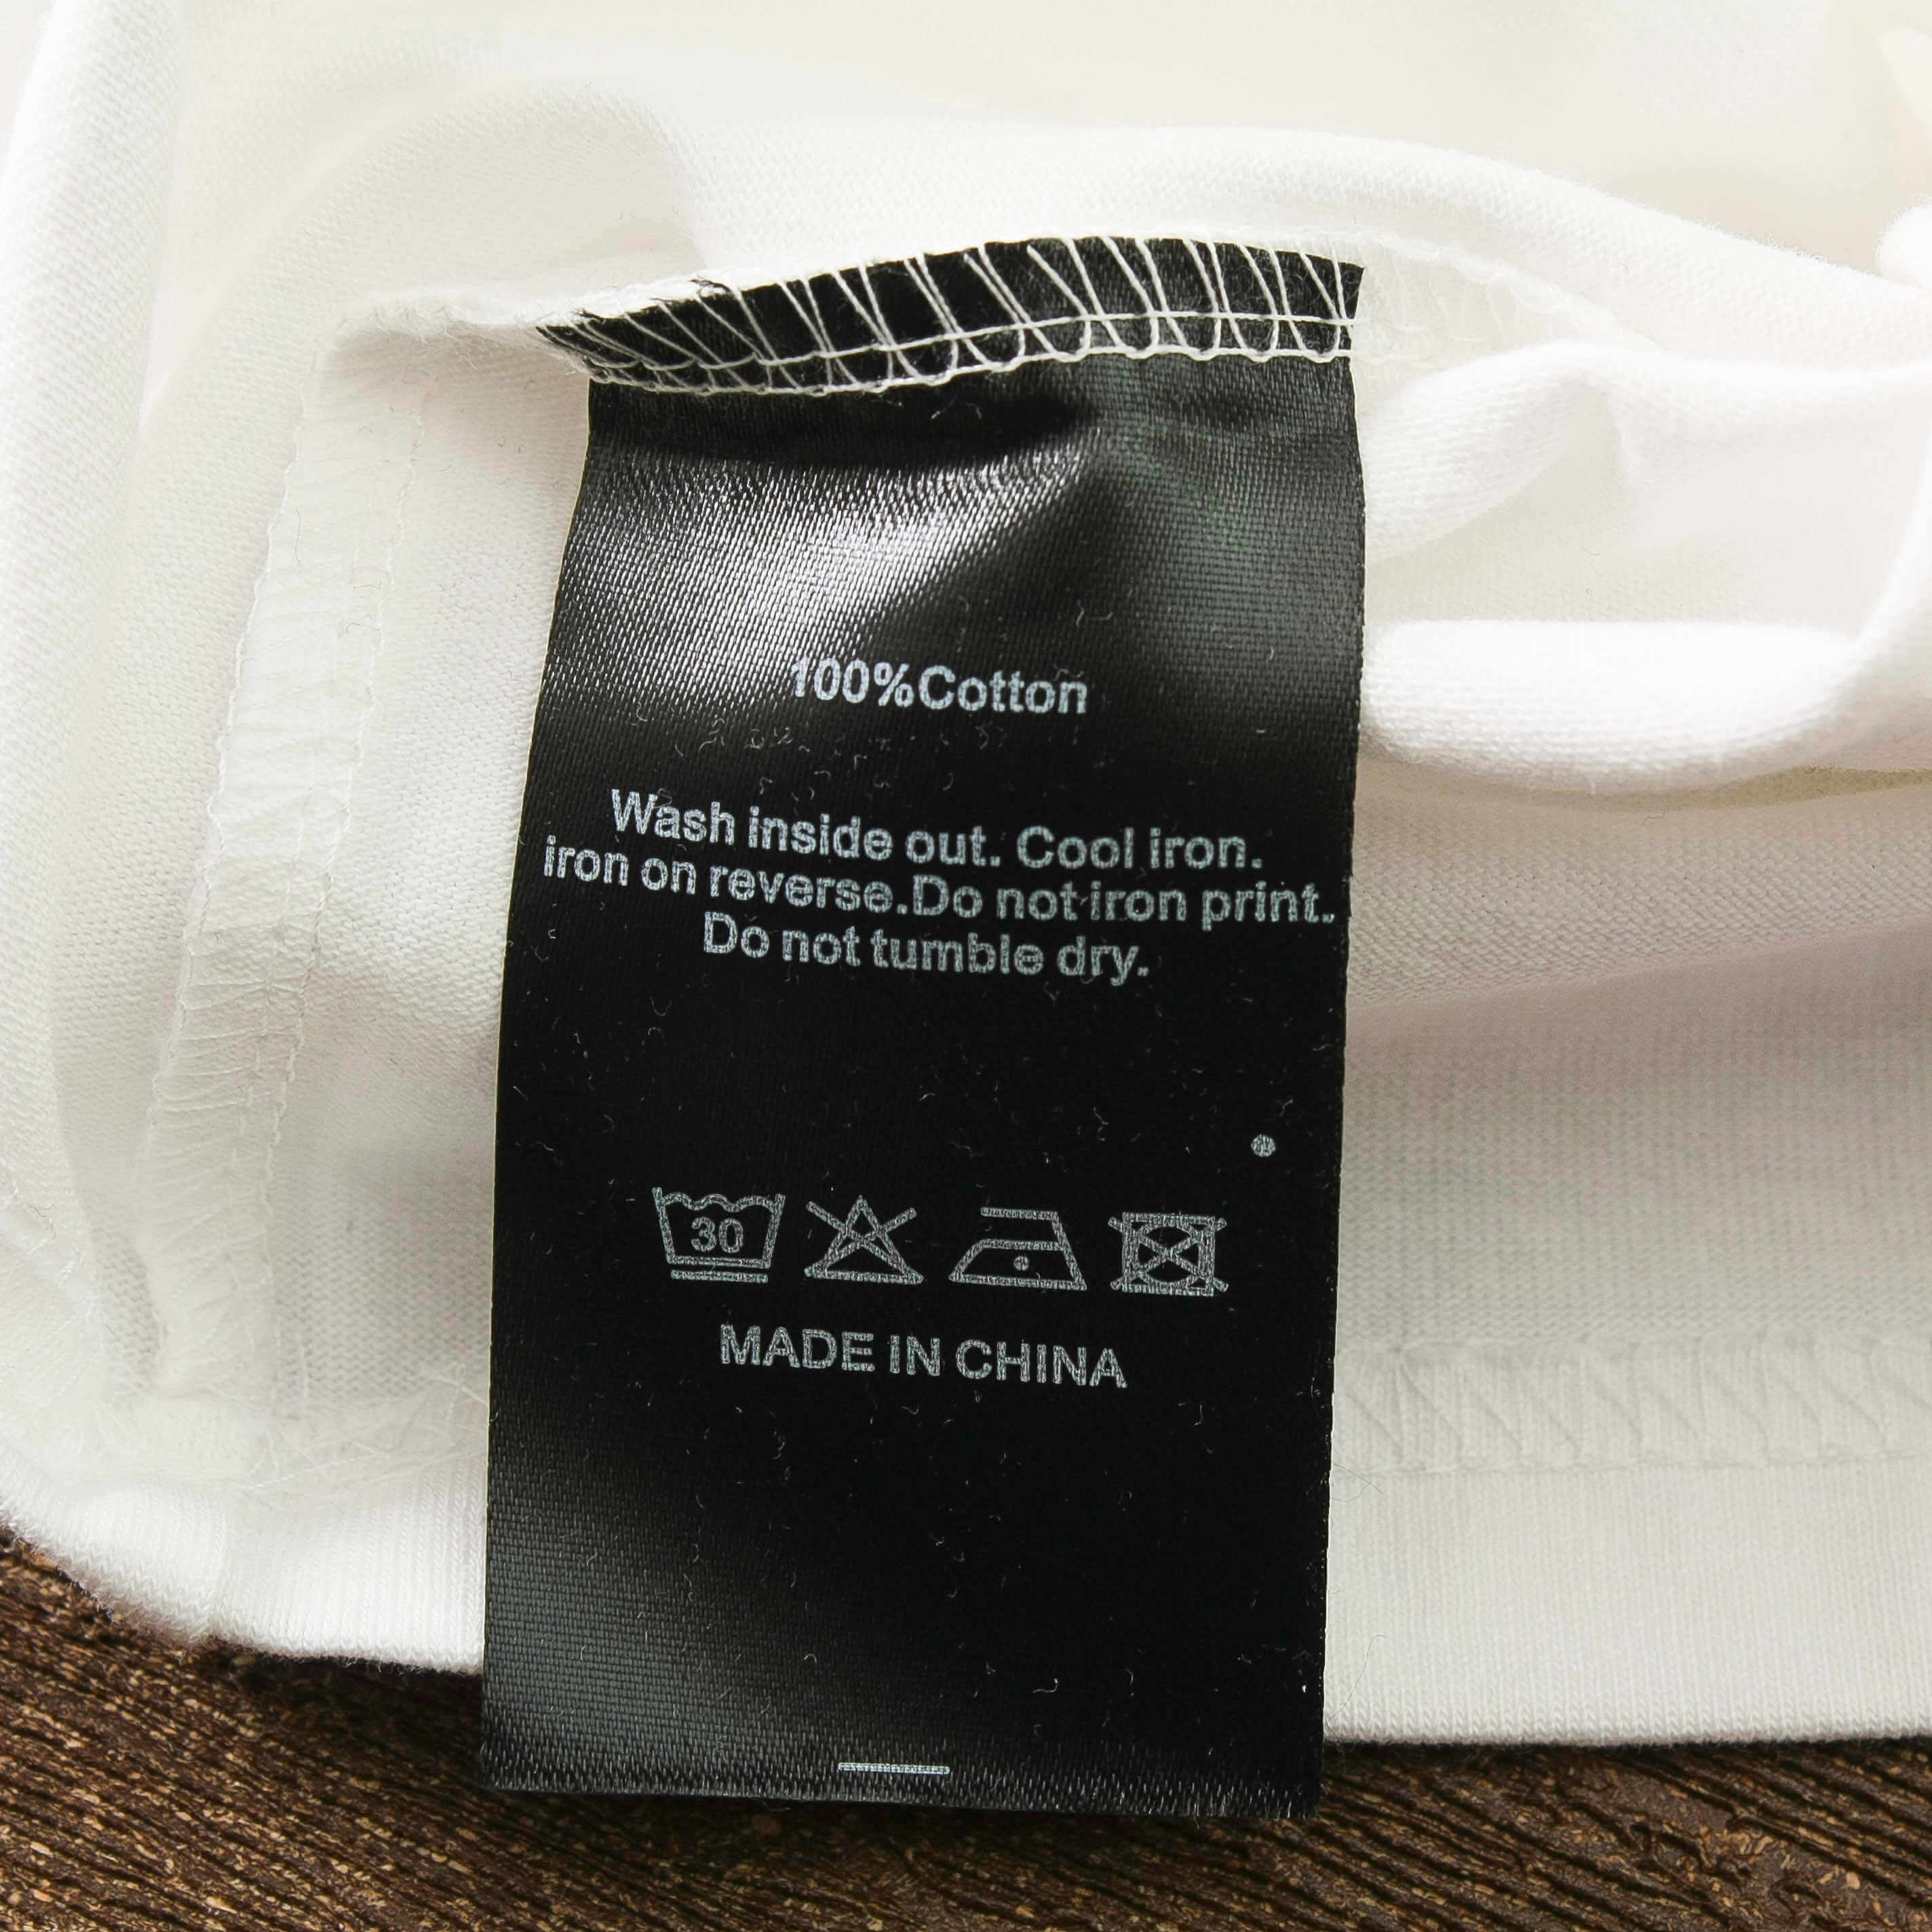 100%Cotton
Wash inside out. Cool iron.
iron on reverse.Do not iron print.
Do not tumble dry.
30
MADE IN CHINA